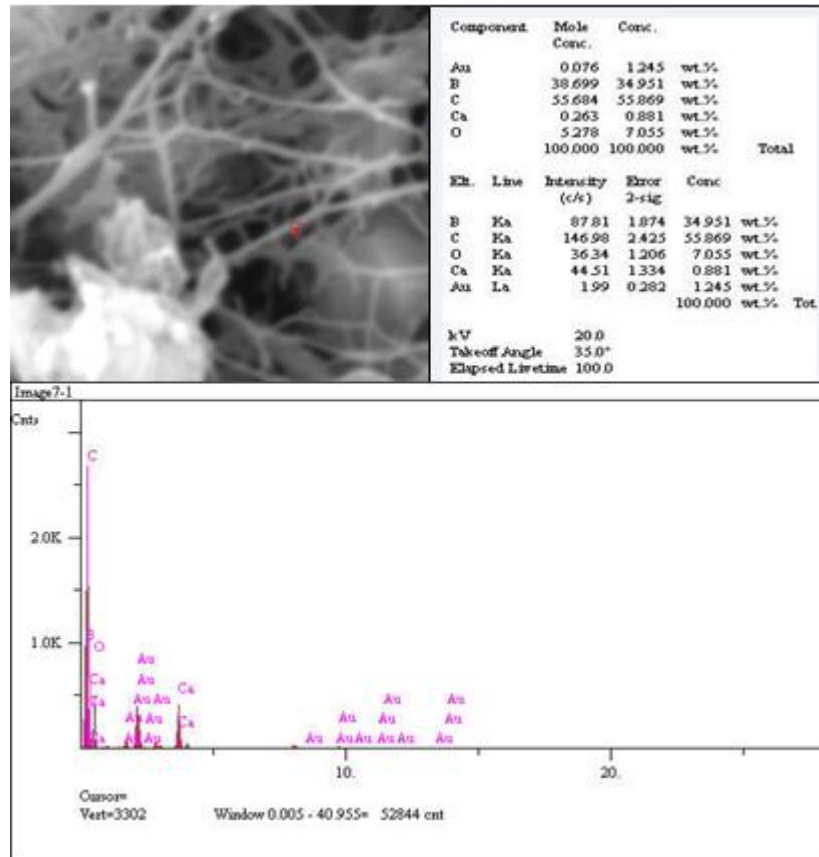 Component Mole Conc. Conc.
Au 0.076 1.245 wt.%
B 38.699 34.951 wt.%
C 55.684 55.869 wt.%
Ca 0.263 0.881 wt.%
O 5.278 7.055 wt.%
100.000 100.000 wt.% Total
Elt. Line Intensity (c/s) Error 2-sig Conc
B Ka 87.81 1.874 34.951 wt.%
C Ka 146.98 2.425 55.869 wt.%
O Ka 36.34 1.206 7.055 wt.%
Ca Ka 44.51 1.334 0.881 wt.%
Au La 1.99 0.282 1.245 wt.%
100.000 wt.% Tot
kV 20.0
Takeoff Angle 35.0°
Elapsed Livetime 100.0
Image7-1
Cnts
C
2.0K
1.0K
B O
Au
Ca Au Ca
Ca Au Au Au Au
A Au Ca Au Au Au
Ca A Au Au Au Au Au Au Au
10. 20.
Cursor=
Vert=3302 Window 0.005 - 40.955= 52844 cnt